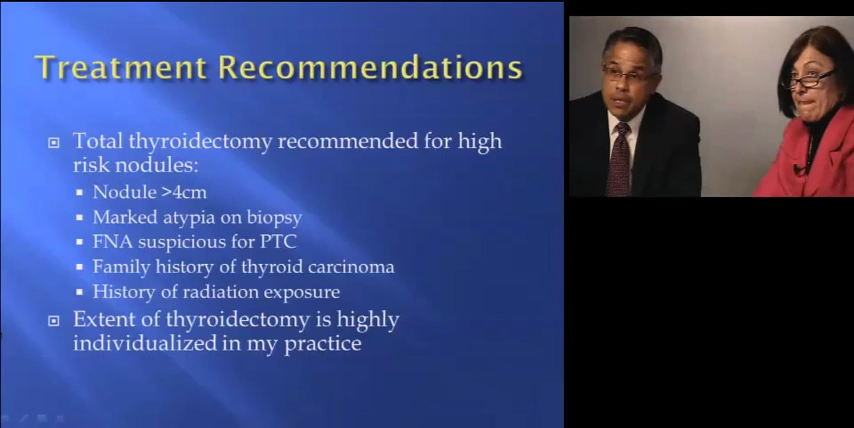 Treatment Recommendations
Total thyroidectomy recommended for high
risk nodules:
Nodule >4cm
Marked atypia on biopsy
FNA suspicious for PTC
Family history of thyroid carcinoma
History of radiation exposure
Extent of thyroidectomy is highly
individualized in my practice